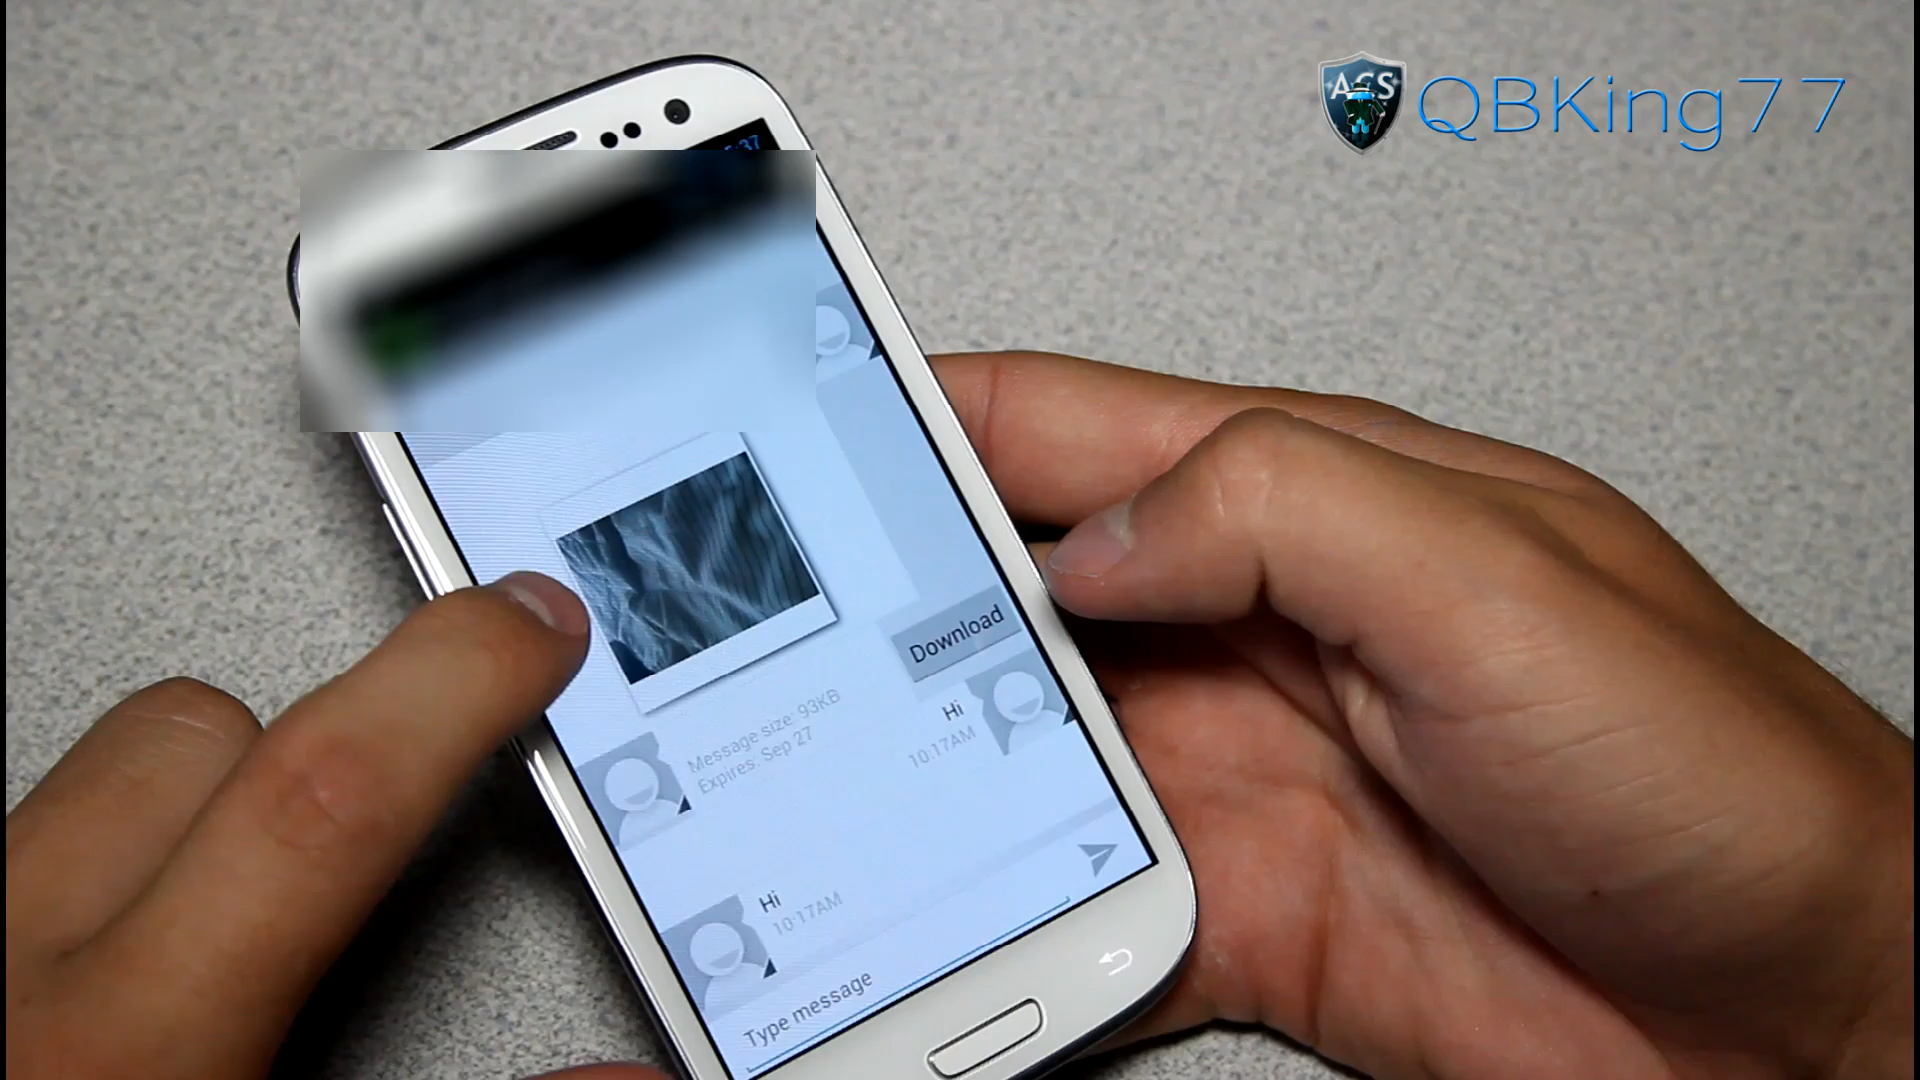 ACS
QBKing77
Download
Message size: 93KB
Expires: Sep 27
Hi
10:17AM
Hi
10:17AM
Type message